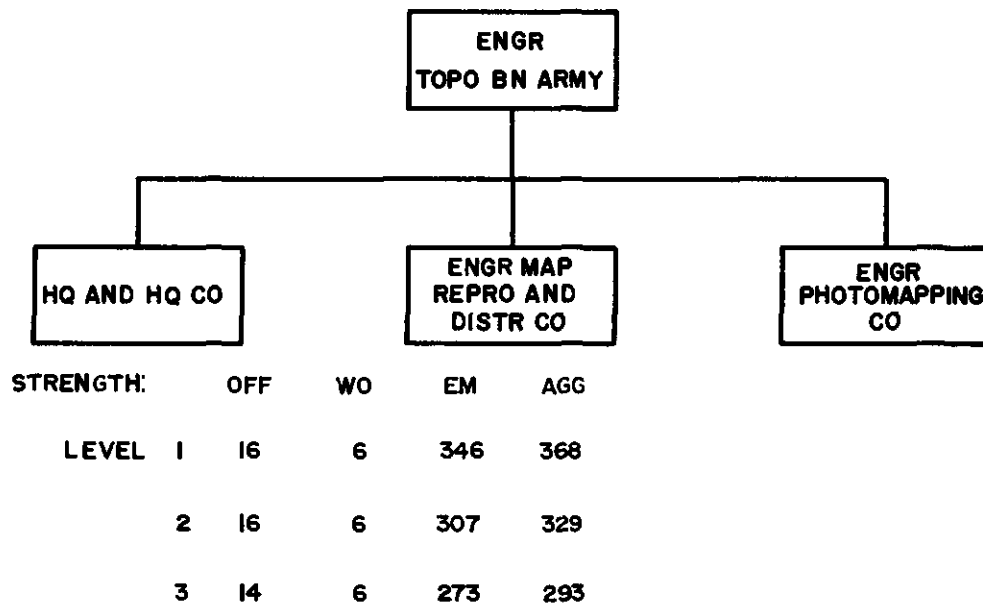 ENGR
TOPO BN ARMY
HQ AND HQ CO
ENGR MAP
REPRO AND
DISTR CO
ENGR
PHOTOMAPPING
CO
STRENGTH: OFF WO EM AGG
LEVEL 1 16 6 346 368
2 16 6 307 329
3 14 6 273 293